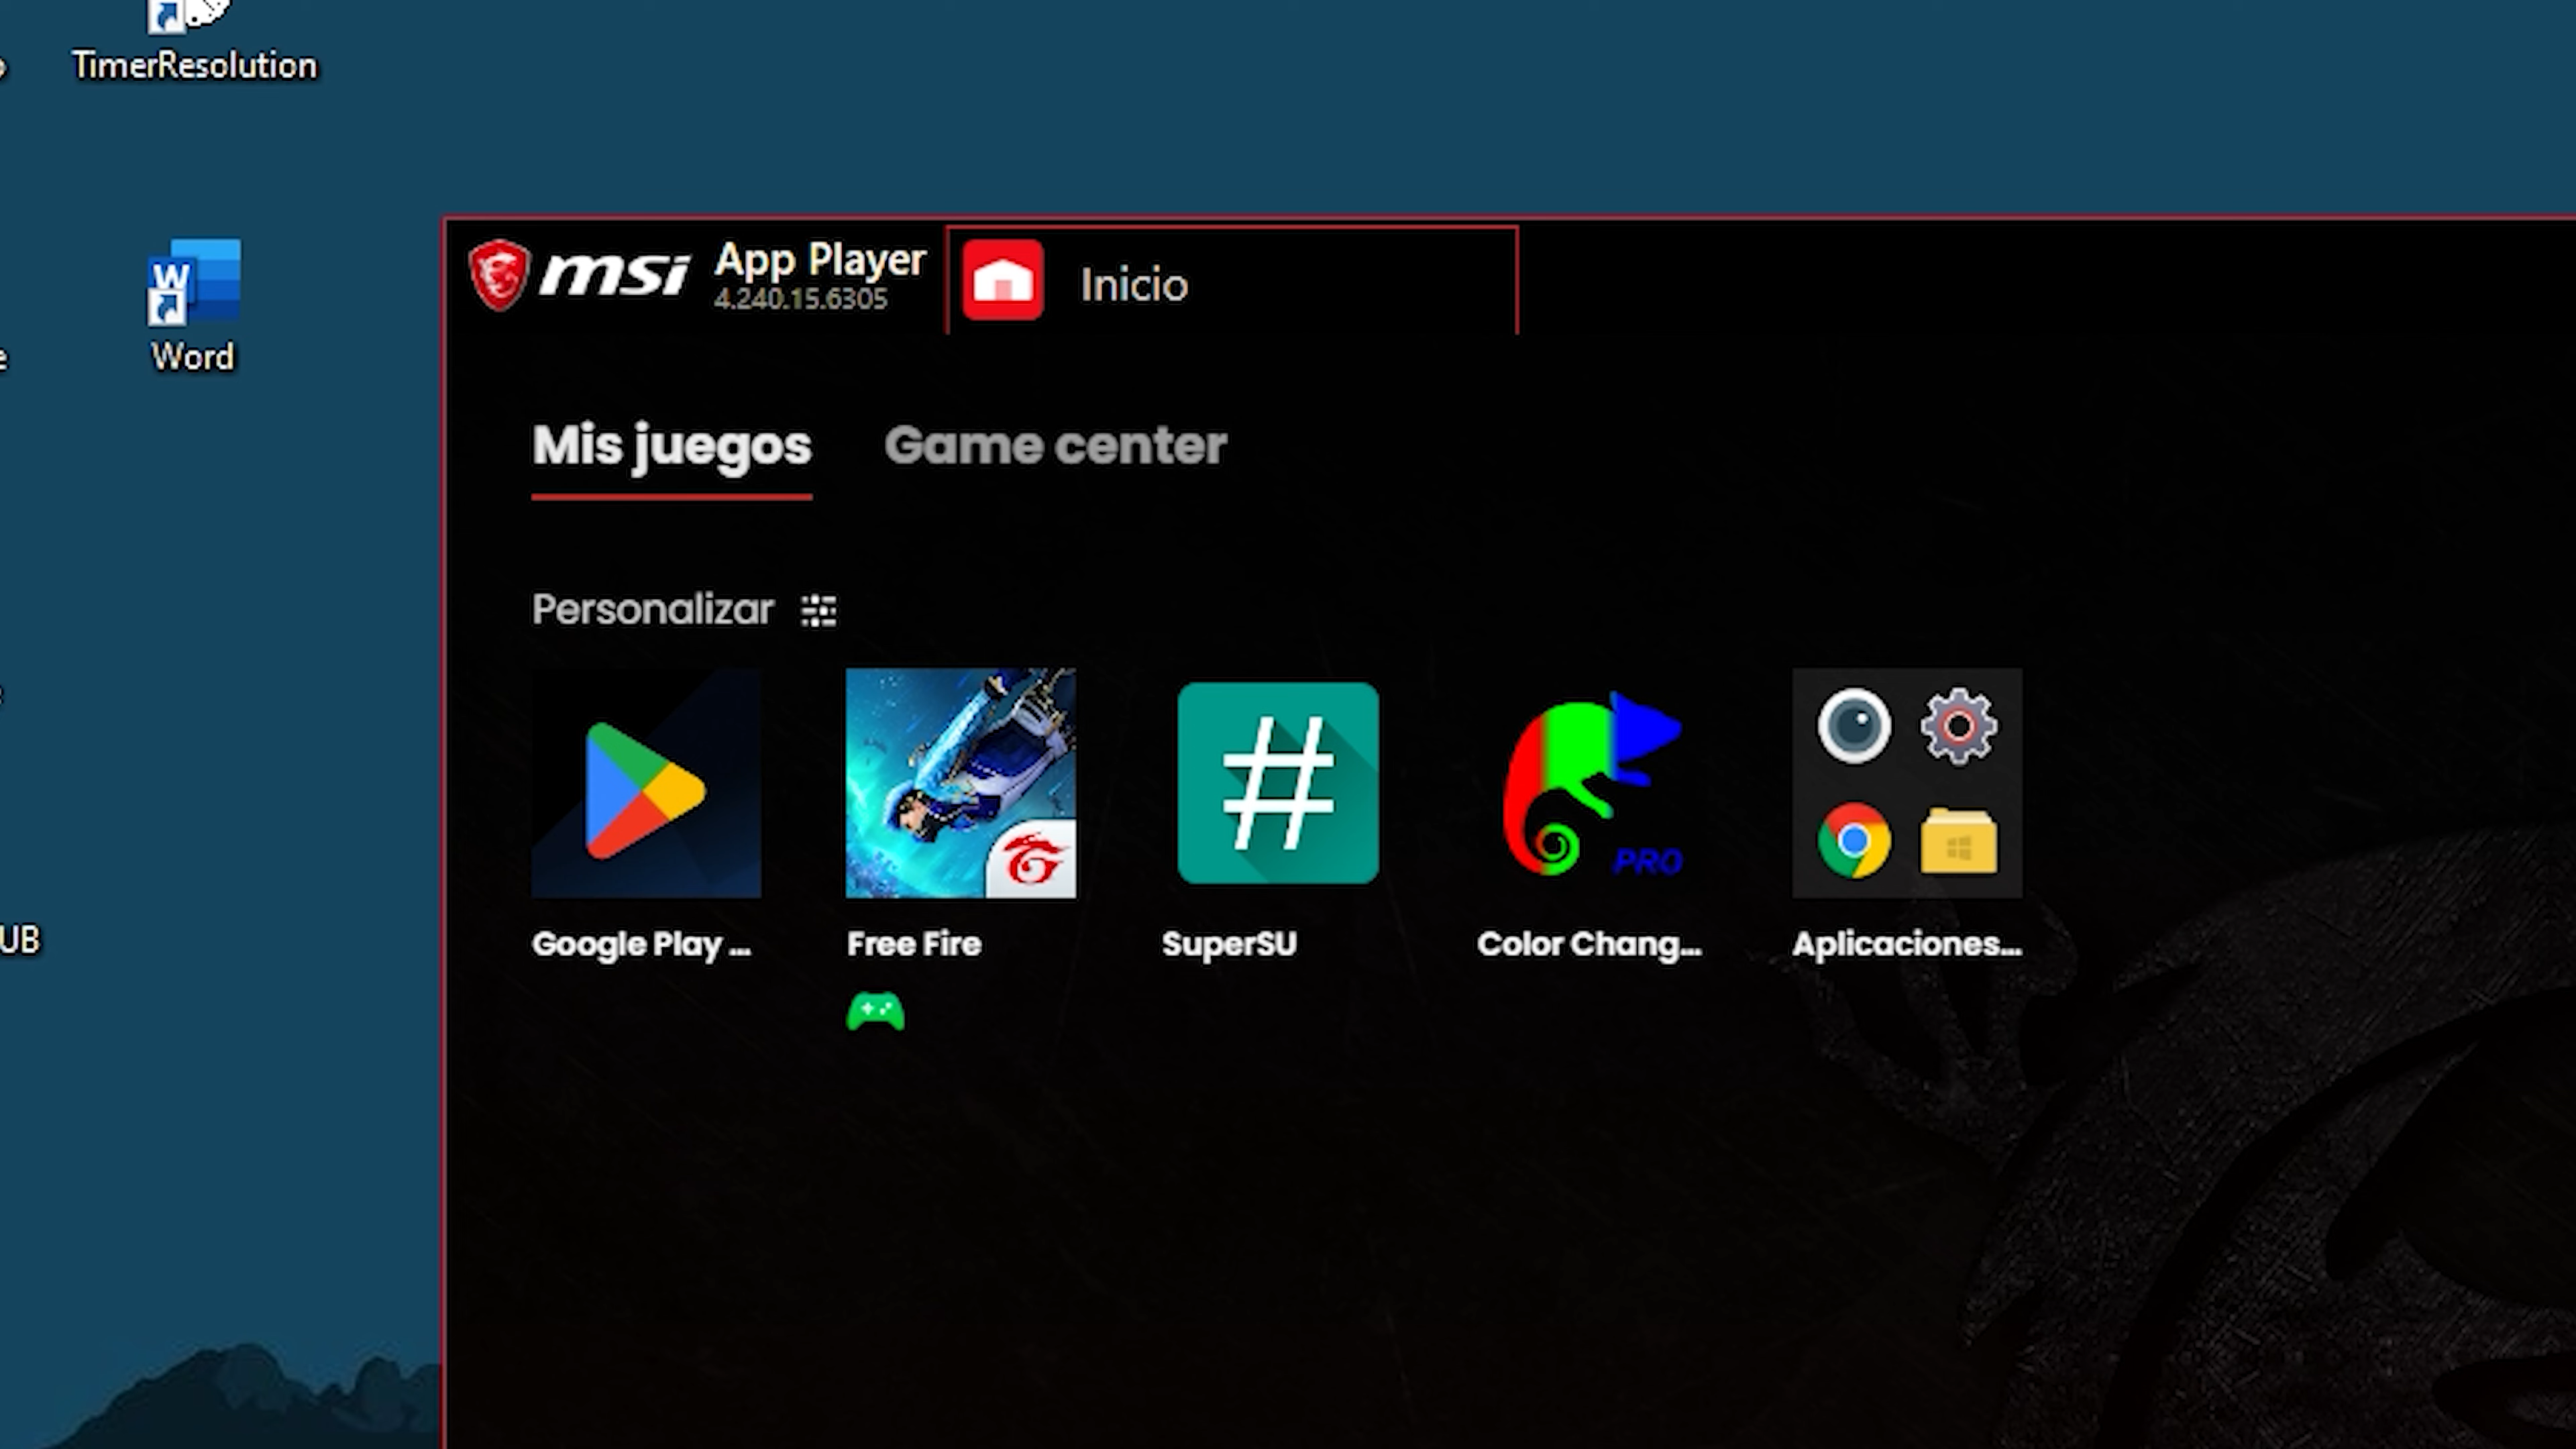 TimerResolution
Word
UB
msi App Player
4.240.15.6305
Inicio
Mis juegos Game center
Personalizar
PRO
Google Play ... Free Fire SuperSU Color Chang... Aplicaciones...